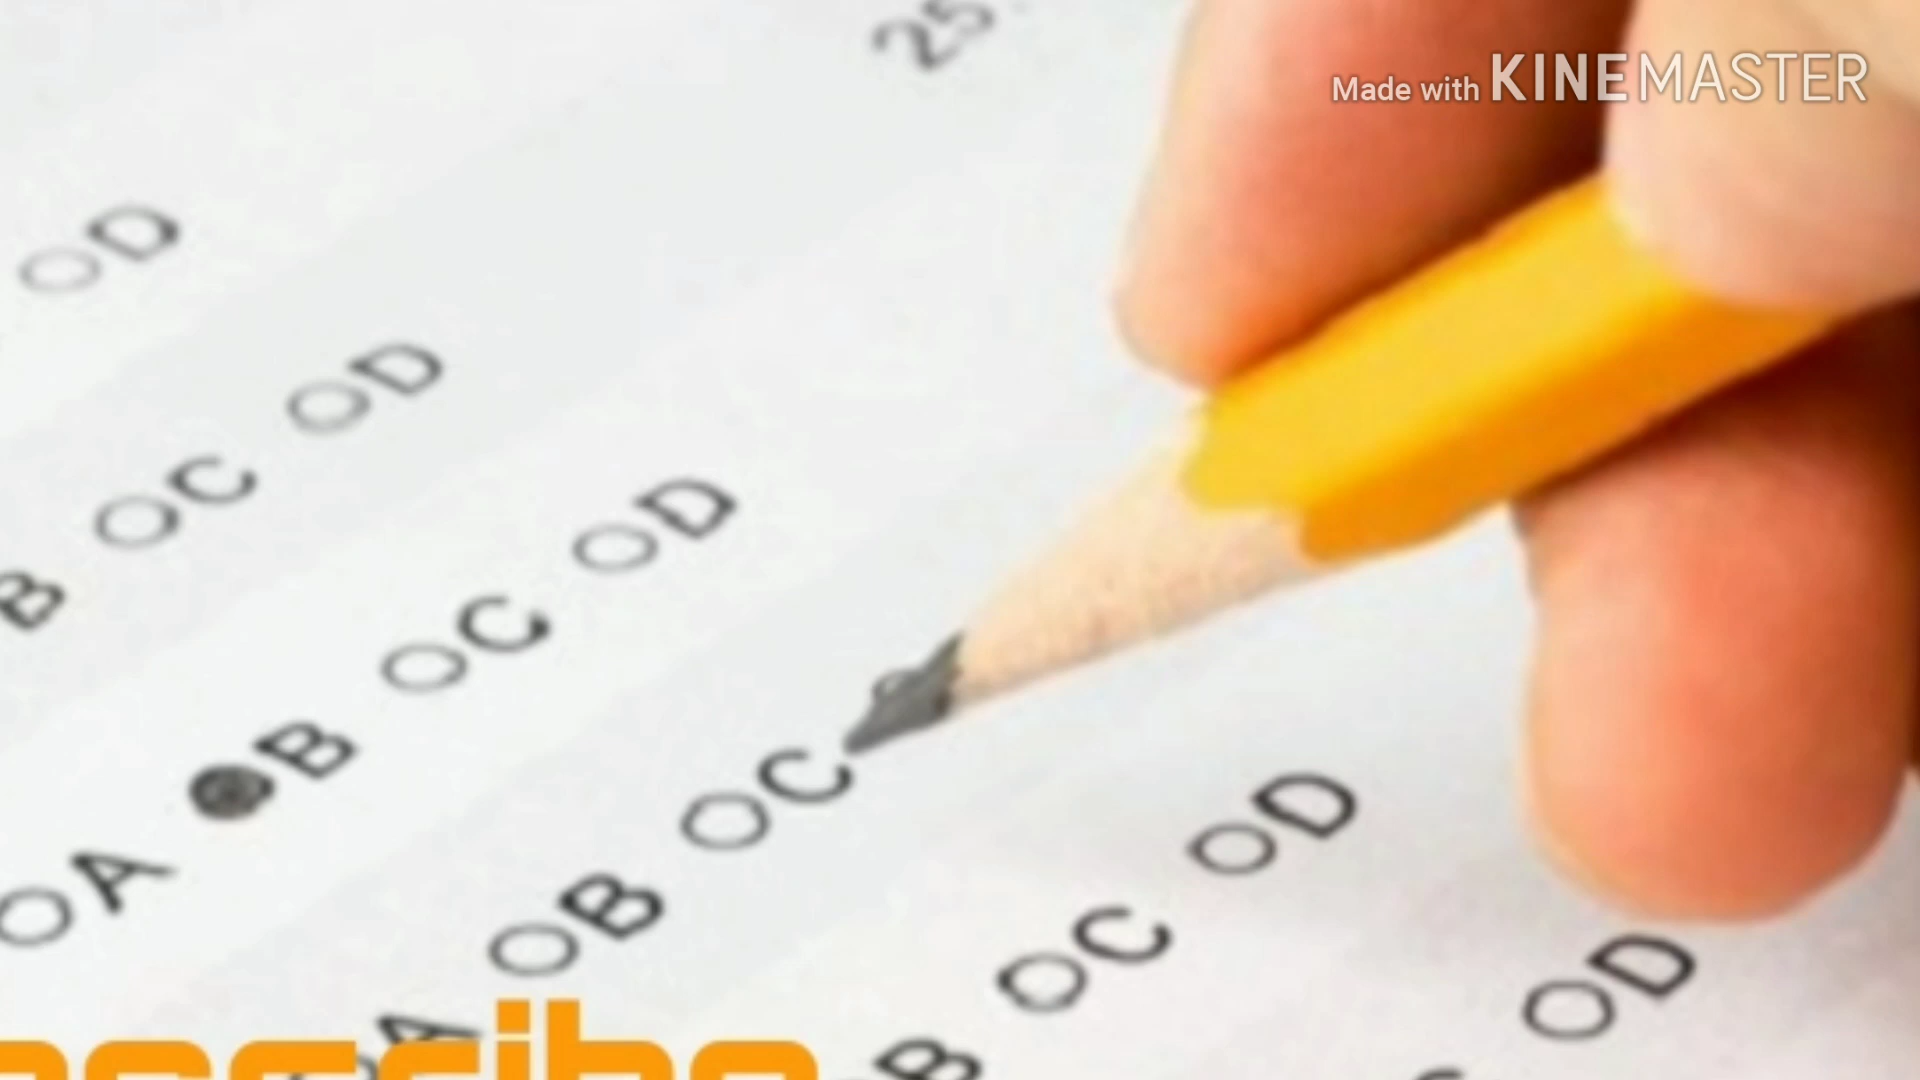 25
Made with KINEMASTER
D
C D
B C D
A B C D
A B C
B C D
D